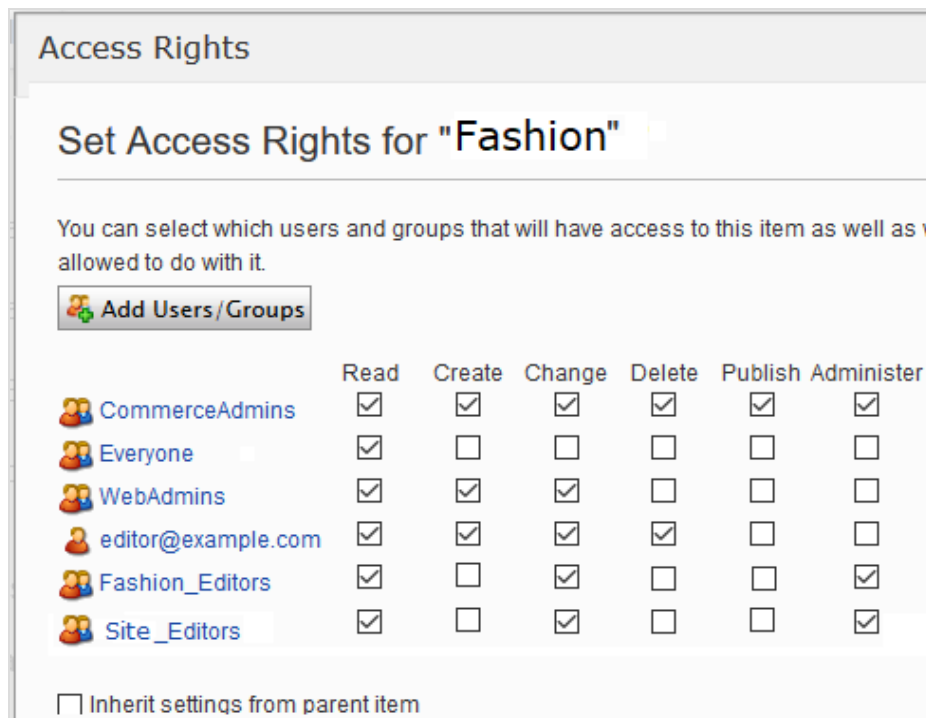 Access Rights
Set Access Rights for "Fashion"
You can select which users and groups that will have access to this item as well as
allowed to do with it.
Add Users/Groups
Read Create Change Delete Publish Administer
CommerceAdmins
Everyone
WebAdmins
editor@example.com
Fashion_Editors
Site_Editors
Inherit settings from parent item